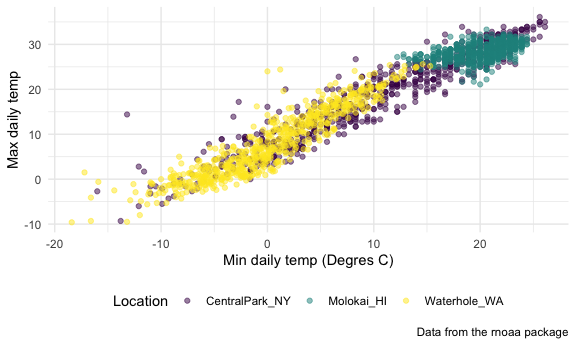 30
20
10
0
-10
Max daily temp
-20 -10 0 10 20
Min daily temp (Degres C)
Location CentralPark_NY Molokai_HI Waterhole_WA
Data from the rnoaa package